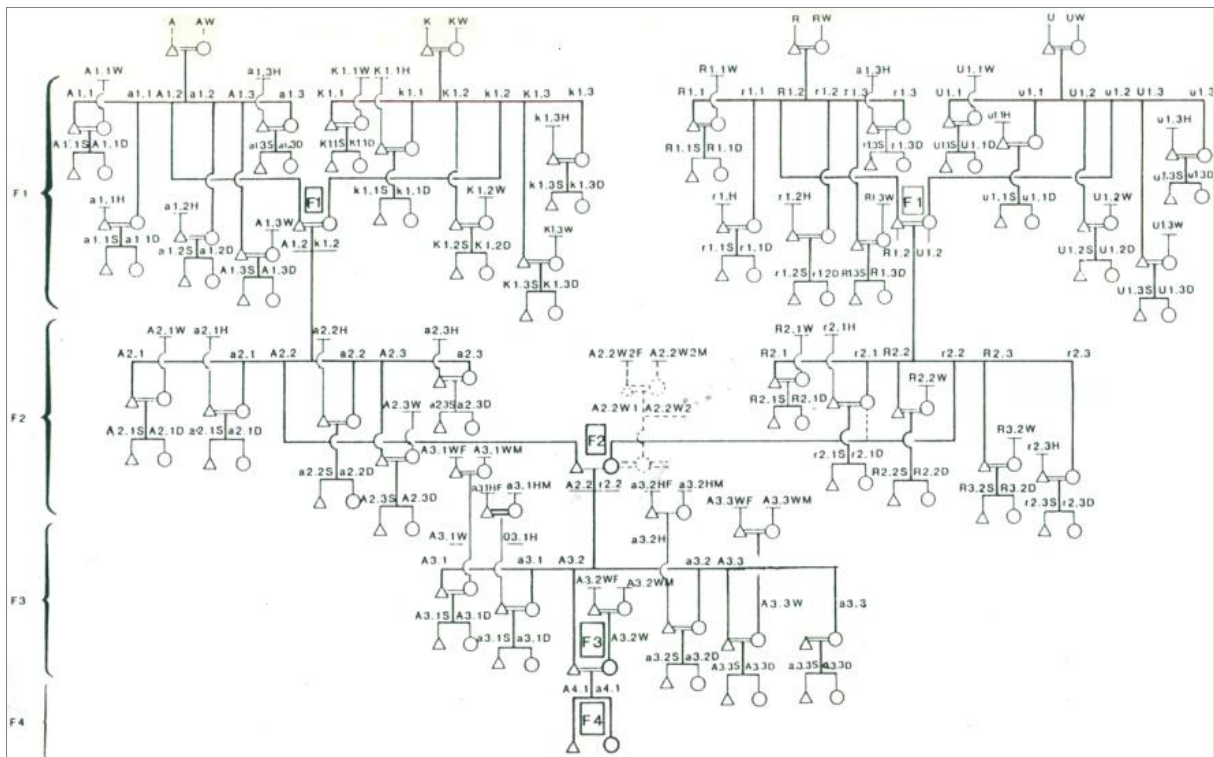 A AW K KW R RW U UW
A1.1W a1.3H K1.1W K1.1H R1.1W a1.3H U1.1W
A1.1 a1.1 A1.2 a1.2 A1.3 a1.3 K1.1 k1.1 K1.2 k1.2 K1.3 k1.3 R1.1 r1.1 R1.2 r1.2 r1.3 r1.3 U1.1 u1.1 U1.2 u1.2 U1.3 u1.3
k1.3H u1.1H u1.3H
A1.1S A1.1D a1.3S a1.3D K1.1S K1.1D R1.1S R1.1D r1.3S r1.3D U1.1S U1.1D
F1
k1.1S k1.1D k1.3S k1.3D u1.3S u1.3D
F1 F1
a1.1H a1.2H A1.3W K1.2W r1.H r1.2H R1.3W u1.1S u1.1D U1.2W
A1.2 k1.2 K1.3W R1.2 U1.2 U1.3W
a1.1S a1.1D a1.2S a1.2D K1.2S K1.2D r1.1S r1.1D U1.2S U1.2D
A1.3S A1.3D K1.3S K1.3D r1.2S r1.2D R1.3S R1.3D U1.3S U1.3D
A2.1W a2.1H a2.2H a2.3H R2.1W r2.1H
A2.1 a2.1 A2.2 a2.2 A2.3 a2.3 A2.2W2F A2.2W2M R2.1 r2.1 R2.2 r2.2 R2.3 r2.3
R2.2W
A2.3W a2.3S a2.3D A2.2W1 A2.2W2 R2.1S R2.1D
F2
A2.1S A2.1D a2.1S a2.1D F2 R3.2W
A3.1WF A3.1WM r2.1S r2.1D r2.3H
a2.2S a2.2D A2.2 r2.2 R2.2S R2.2D
A3.1HF a3.1HM a3.2HF a3.2HM R3.2S R3.2D
A2.3S A2.3D A3.3WF A3.3WM r2.3S r2.3D
A3.1W 03.1H a3.2H
A3.1 a3.1 A3.2 a3.2 A3.3
A3.2WF A3.2WM
F3
A3.3W a3.3
A3.1S A3.1D
a3.1S a3.1D F3 A3.2W
a3.2S a3.2D A3.3S A3.3D a3.3S a3.3D
A4.1 a4.1
F4 F4